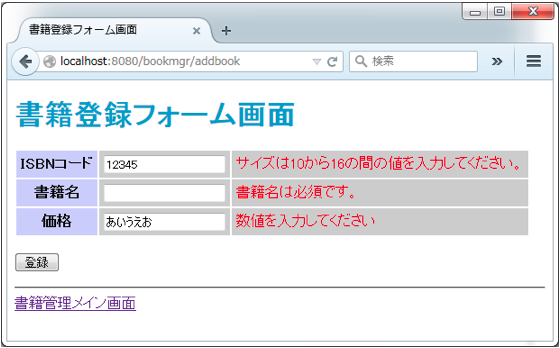 書籍登録フォーム画面
localhost:8080/bookmgr/addbook
検索
書籍登録フォーム画面
ISBNコード 12345 サイズは10から16の間の値を入力してください。
書籍名 書籍名は必須です。
価格 あいうえお 数値を入力してください
登録
書籍管理メイン画面